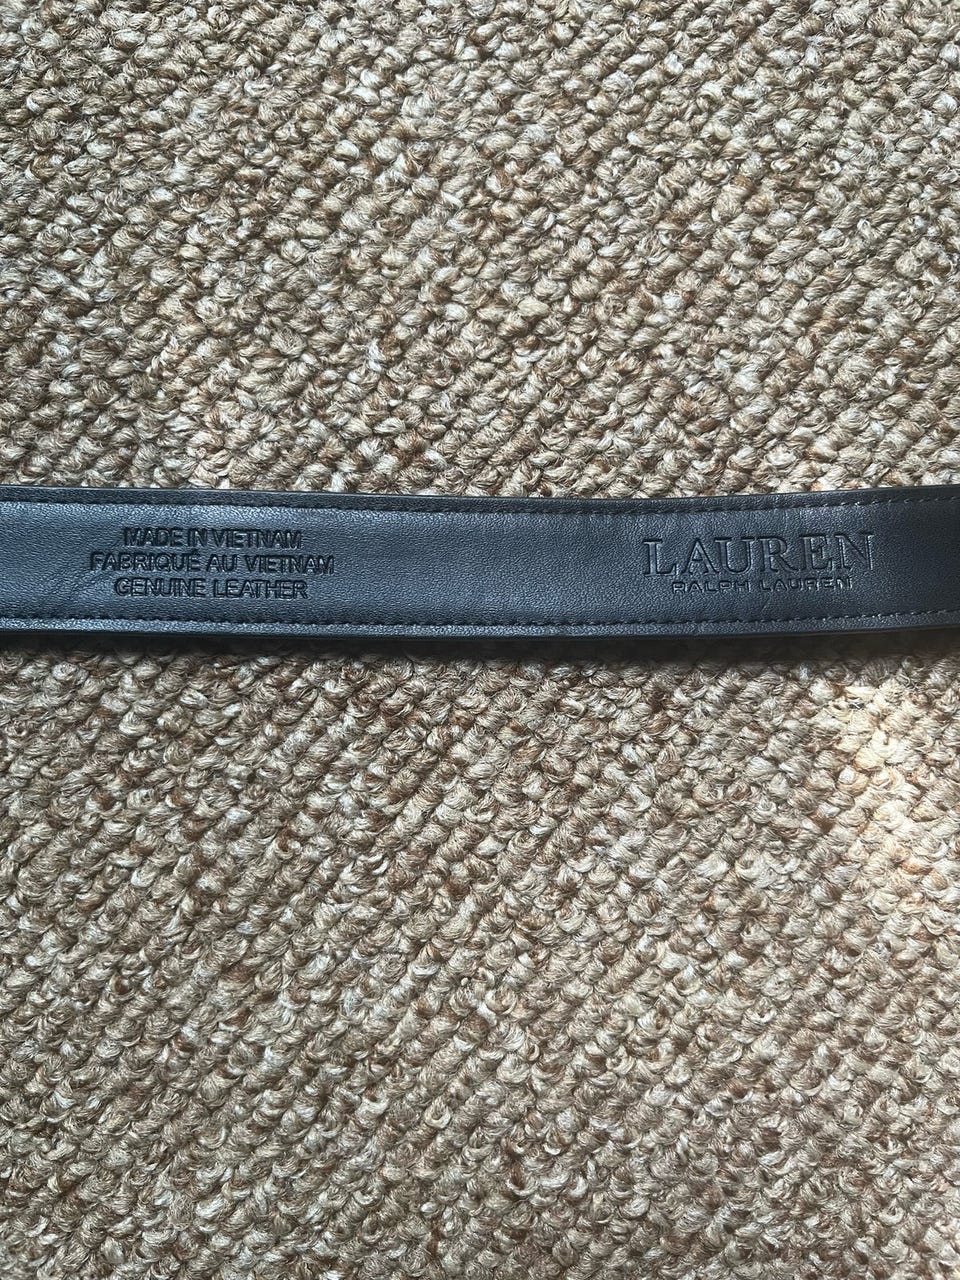 MADE IN VIETNAM
FABRIQUÉ AU VIETNAM
GENUINE LEATHER
LAUREN
RALPH LAUREN